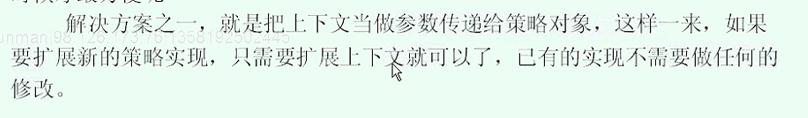 解决方案之一，就是把上下文当做参数传递给策略对象，这样一来，如果
要扩展新的策略实现，只需要扩展上下文就可以了，已有的实现不需要做任何的
修改。